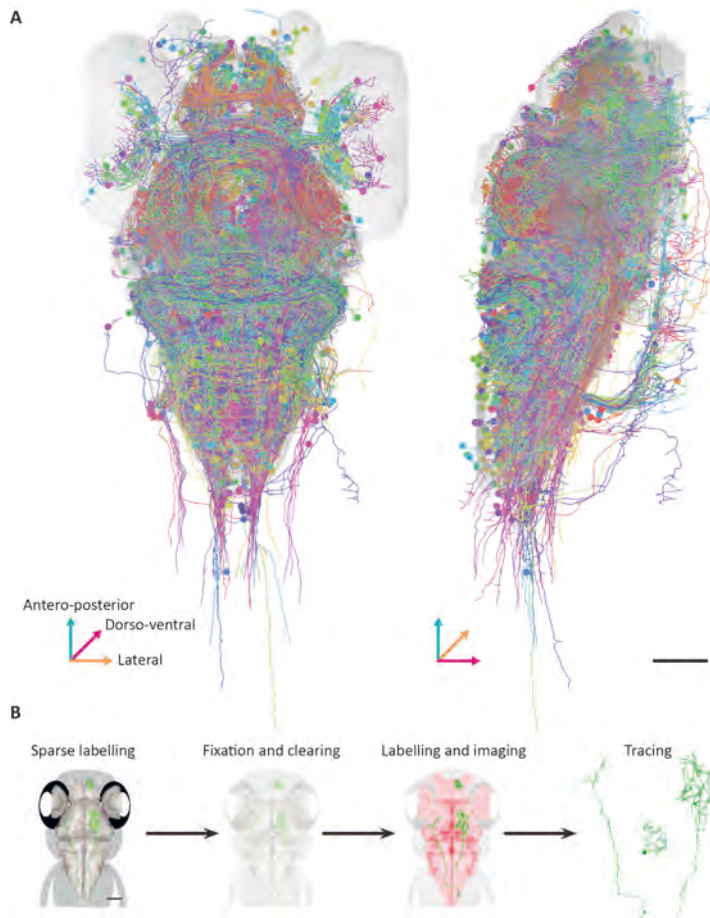 A
Antero-posterior
Dorso-ventral
Lateral
B
Sparse labelling
Fixation and clearing
Labelling and imaging
Tracing